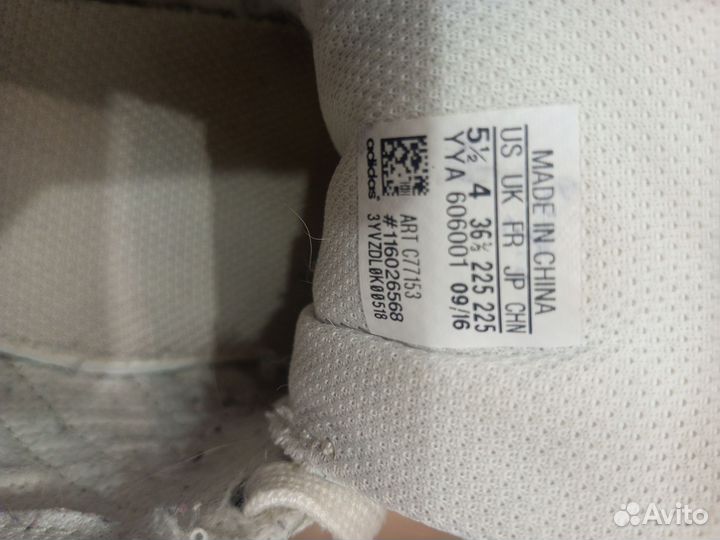 MADE IN CHINA
US UK FR JP CHN
5½ 4 36⅔ 225 225
YYA 606001 09/16
adidas
ART C77153
#116026568
3YVZDL0K00518
Avito